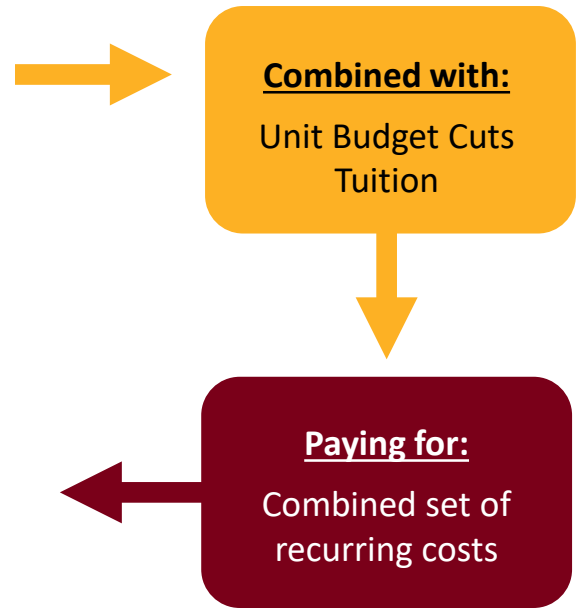 Combined with:
Unit Budget Cuts
Tuition
Paying for:
Combined set of
recurring costs